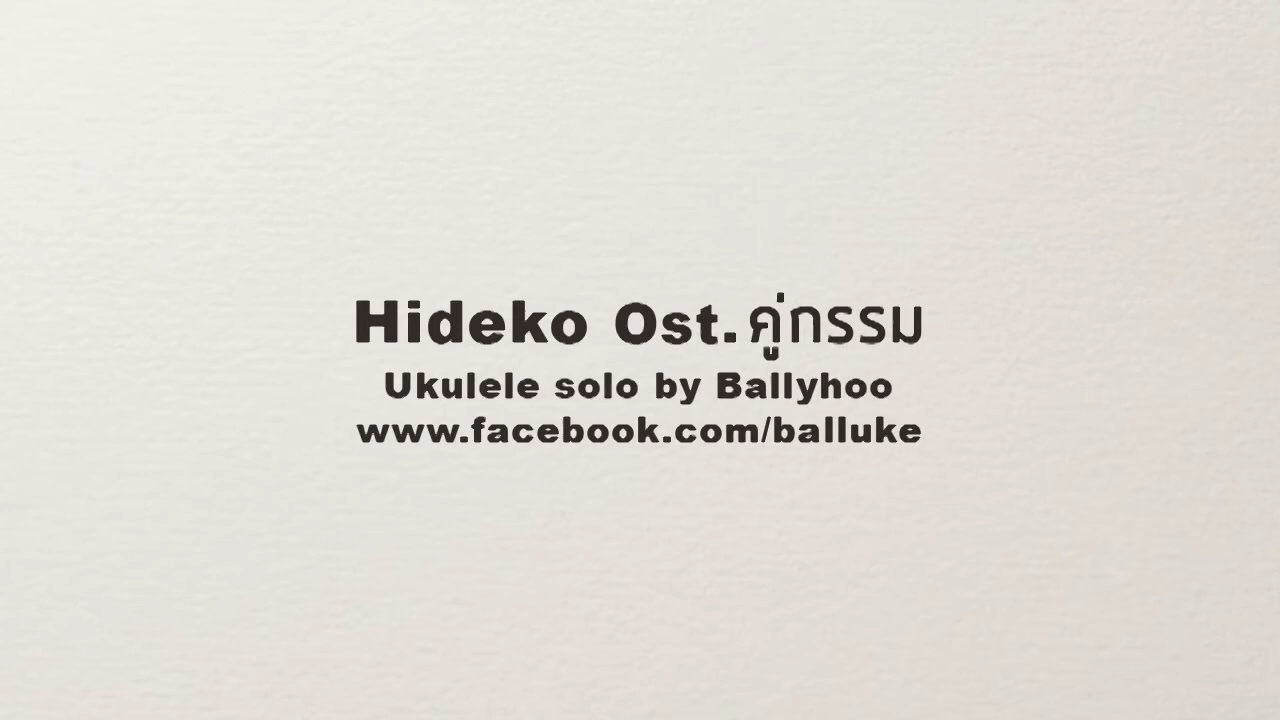 Hideko Ost. คู่กรรม
Ukulele solo by Ballyhoo
www.facebook.com/balluke